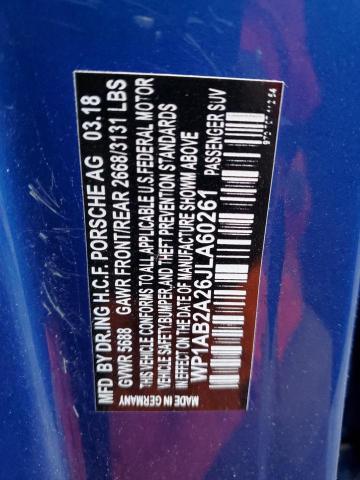 MFD BY DR.ING H.C.F. PORSCHE AG 03.18
GVWR 5688 GAWR FRONT/REAR 2668/3131 LBS
THIS VEHICLE CONFORMS TO ALL APPLICABLE U.S. FEDERAL MOTOR
VEHICLE SAFETY, BUMPER, AND THEFT PREVENTION STANDARDS
IN EFFECT ON THE DATE OF MANUFACTURE SHOWN ABOVE
WP1AB2A26JLA60261
MADE IN GERMANY PASSENGER SUV